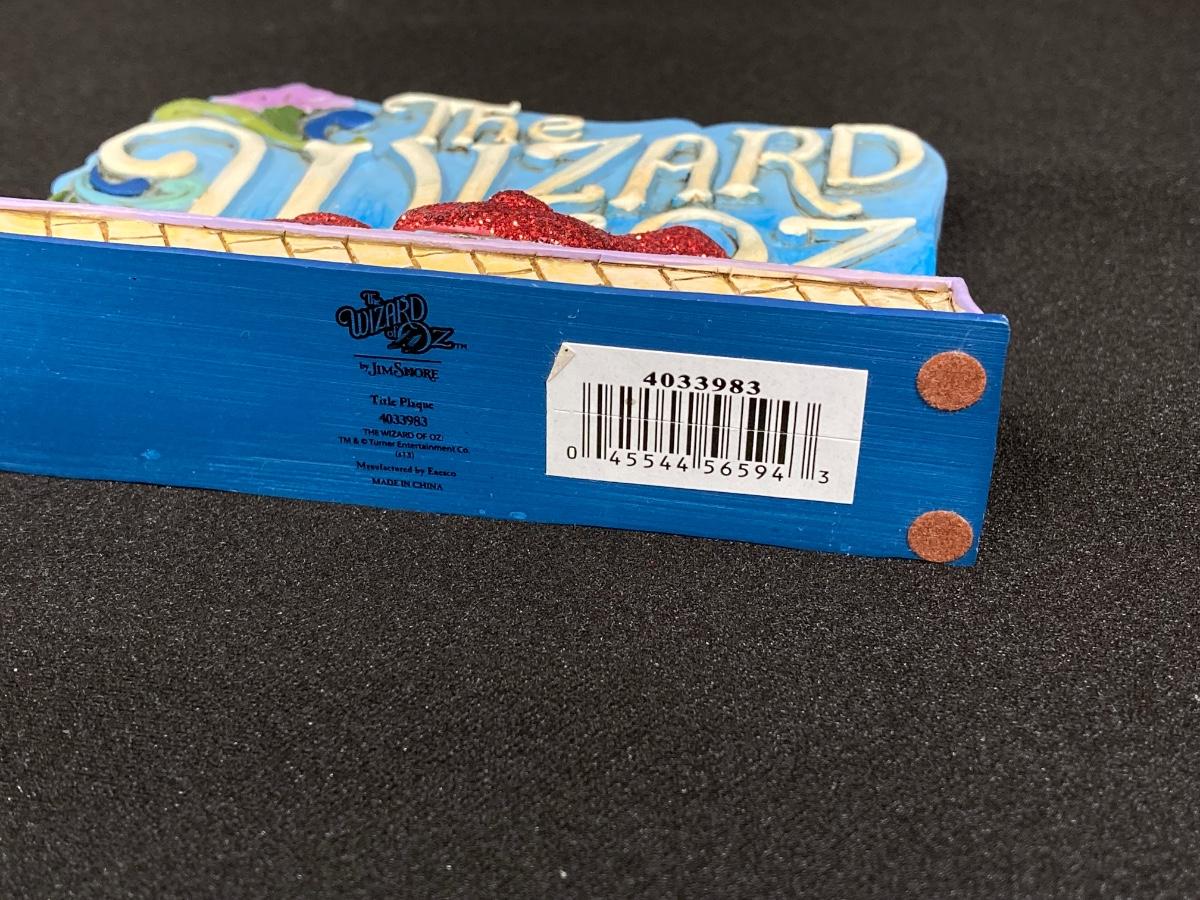 The
WIZARD
OZ
The
WIZARD
of OZ™
by JIM SHORE
Title Plaque
4033983
THE WIZARD OF OZ:
TM & © Turner Entertainment Co.
(s13)
Manufactured by Enesco
MADE IN CHINA
4033983
0 45544 56594 3